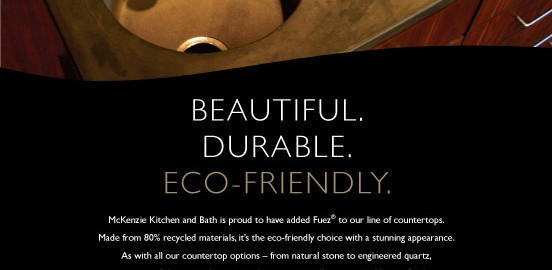 BEAUTIFUL.
DURABLE.
ECO-FRIENDLY.
McKenzie Kitchen and Bath is proud to have added Fuez® to our line of countertops.
Made from 80% recycled materials, it's the eco-friendly choice with a stunning appearance.
As with all our countertop options – from natural stone to engineered quartz,